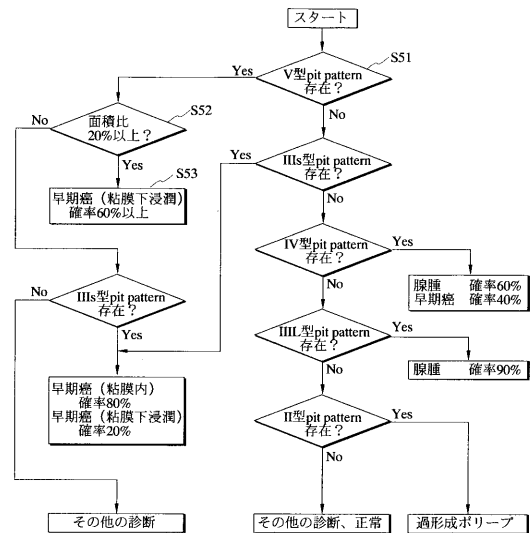 スタート
S51
V型pit pattern
存在？
Yes
No
S52
面積比
20%以上？
No
Yes
S53
早期癌（粘膜下浸潤）
確率60%以上
IIIs型pit pattern
存在？
Yes
No
IV型pit pattern
存在？
Yes
No
腺腫　確率60%
早期癌　確率40%
IIIs型pit pattern
存在？
No
Yes
IIIL型pit pattern
存在？
Yes
No
腺腫　確率90%
早期癌（粘膜内）
確率80%
早期癌（粘膜下浸潤）
確率20%
II型pit pattern
存在？
Yes
No
その他の診断
その他の診断、正常
過形成ポリープ